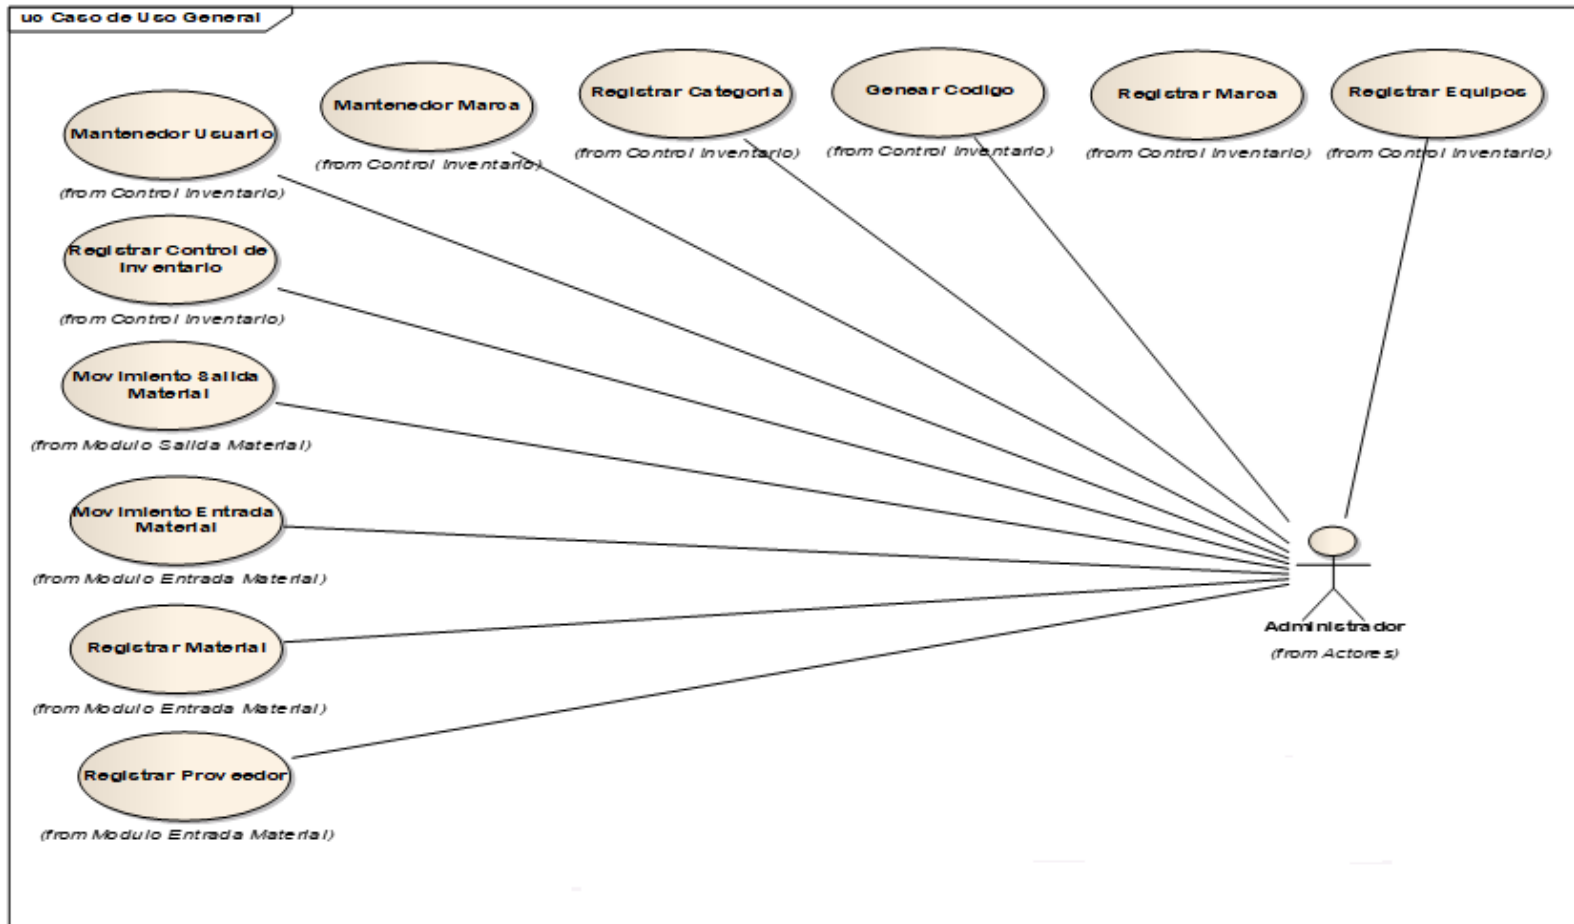 uc Caso de Uso General
Mantenedor Usuario
(from Control Inventario)
Mantenedor Marca
(from Control Inventario)
Registrar Categoria
(from Control Inventario)
Genear Codigo
(from Control Inventario)
Registrar Marca
(from Control Inventario)
Registrar Equipos
(from Control Inventario)
Registrar Control de
Inventario
(from Control Inventario)
Movimiento Salida
Material
(from Modulo Salida Material)
Movimiento Entrada
Material
(from Modulo Entrada Material)
Registrar Material
(from Modulo Entrada Material)
Registrar Proveedor
(from Modulo Entrada Material)
Administrador
(from Actores)